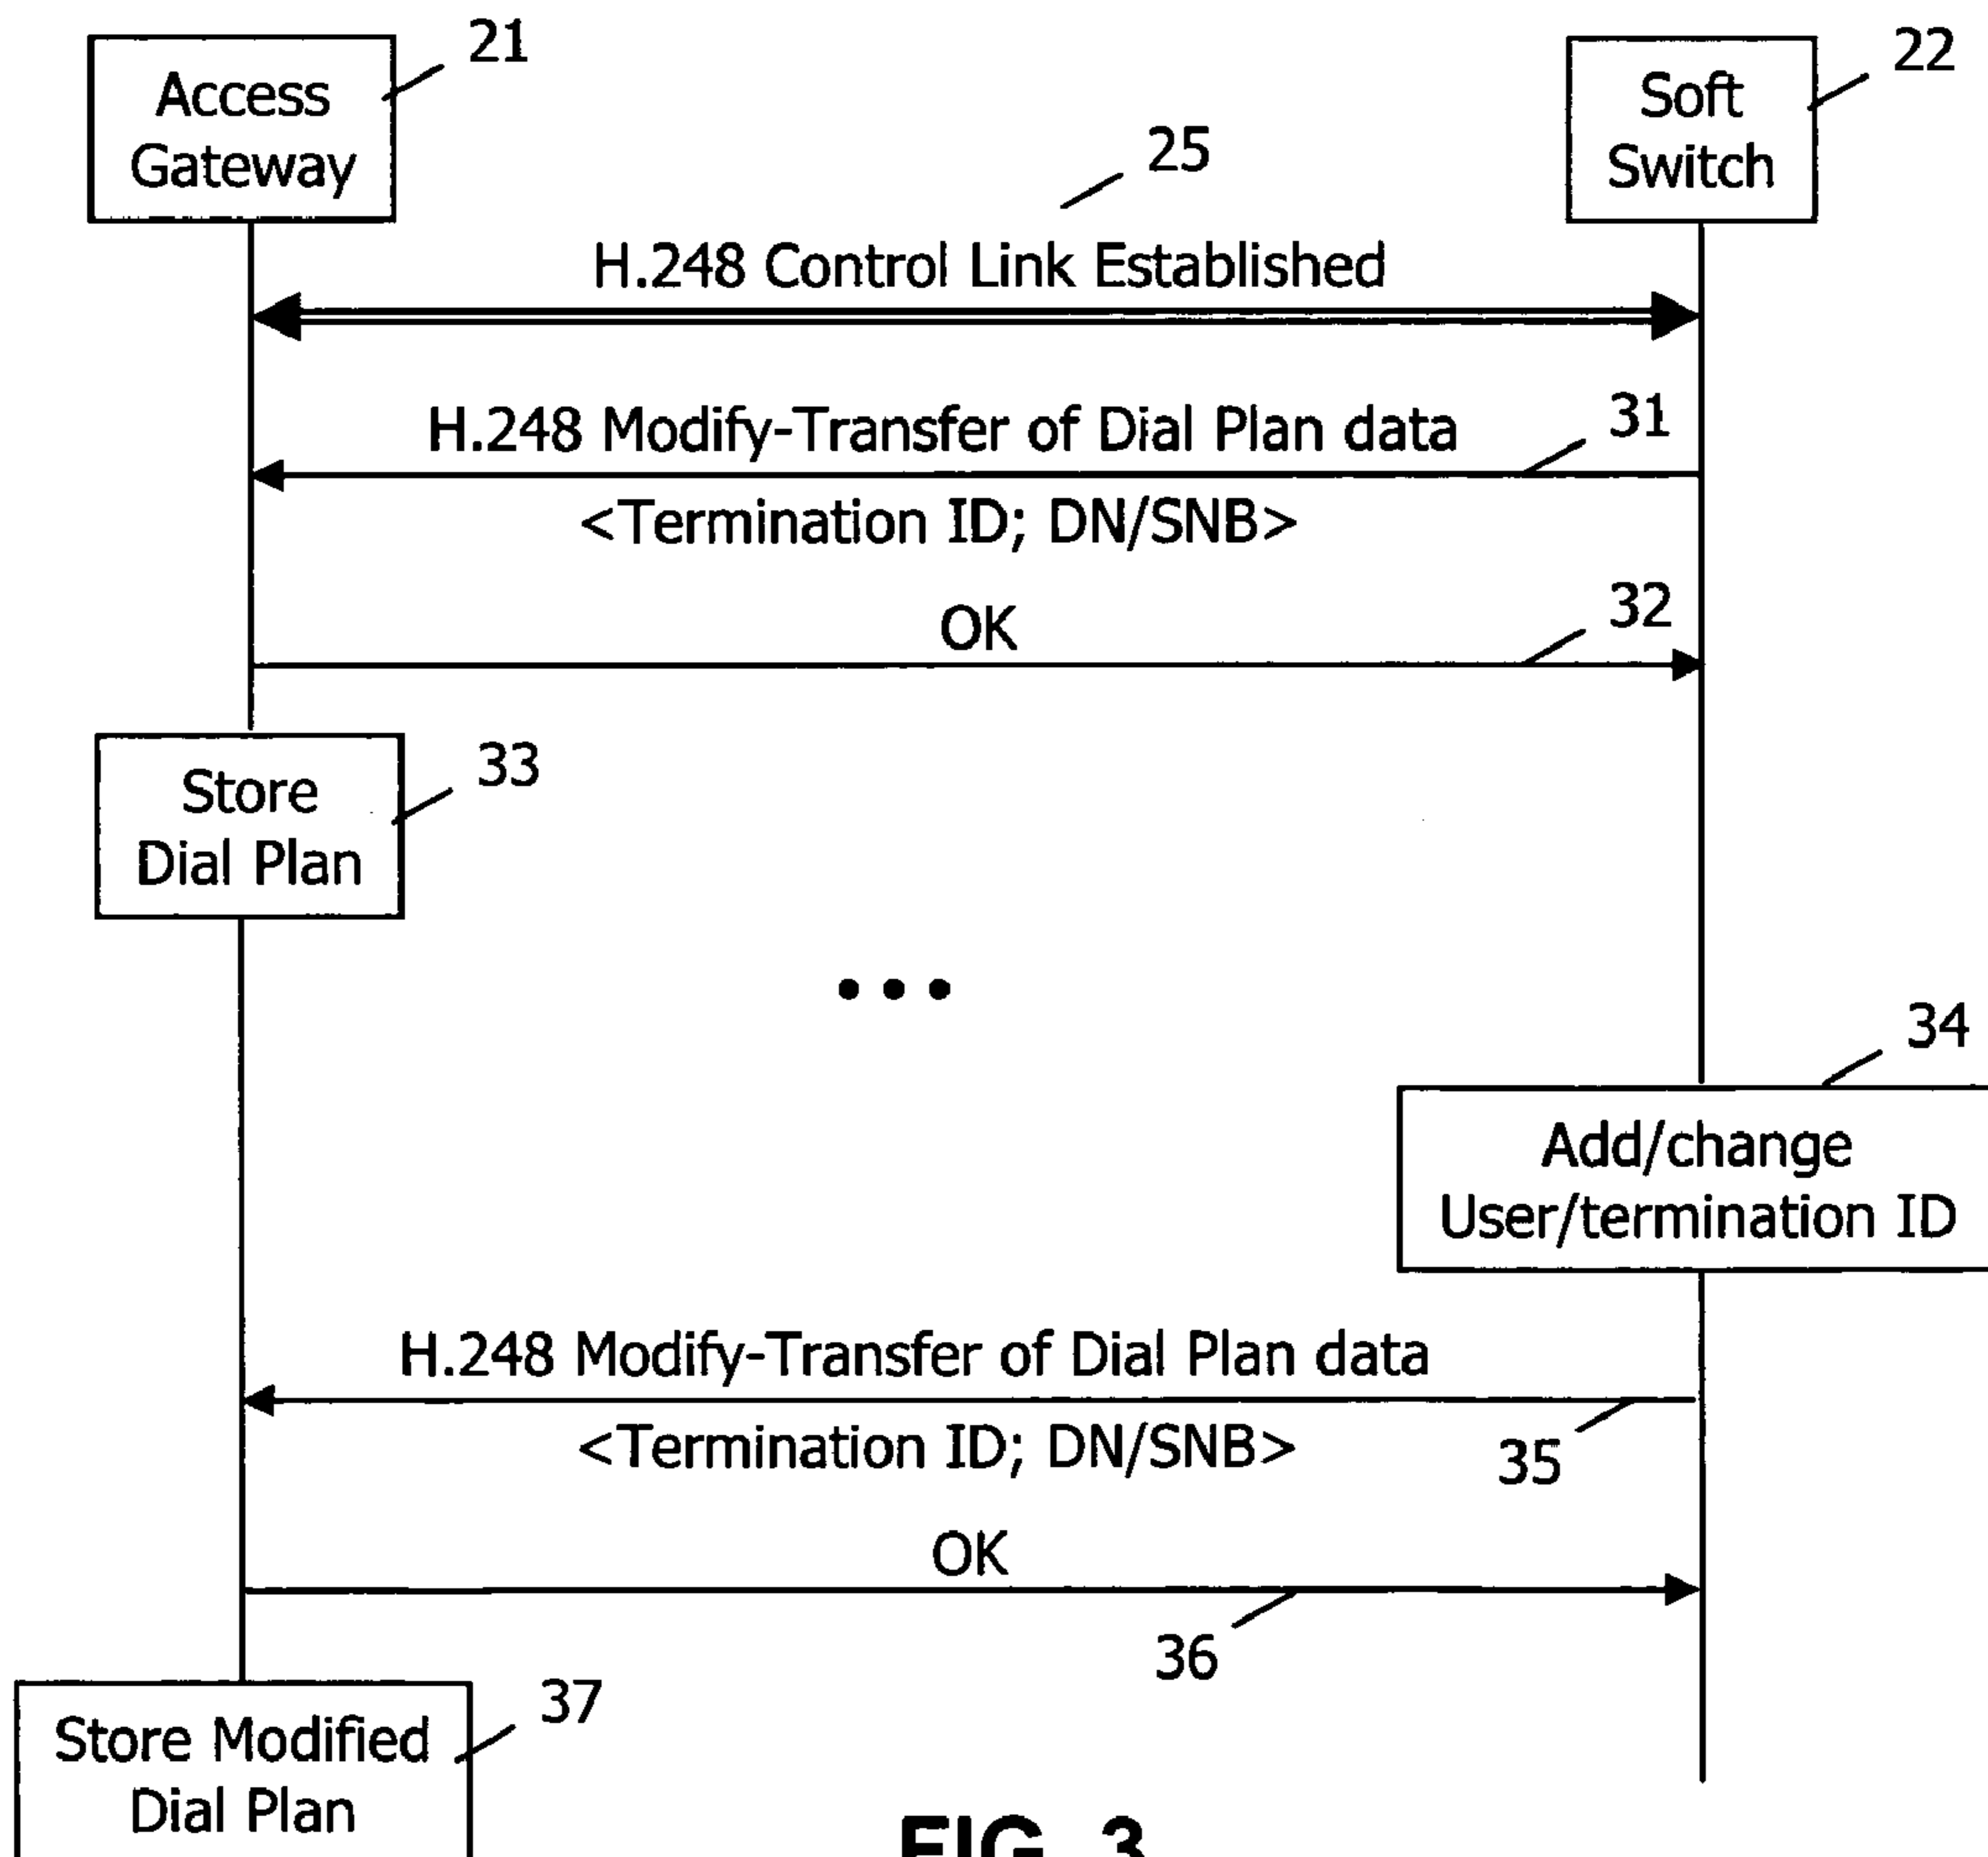 Access
Gateway
21
Soft
Switch
22
25
H.248 Control Link Established
H.248 Modify-Transfer of Dial Plan data
31
<Termination ID; DN/SNB>
OK
32
Store
Dial Plan
33
• • •
34
Add/change
User/termination ID
H.248 Modify-Transfer of Dial Plan data
<Termination ID; DN/SNB>
35
OK
36
Store Modified
Dial Plan
37
FIG. 3